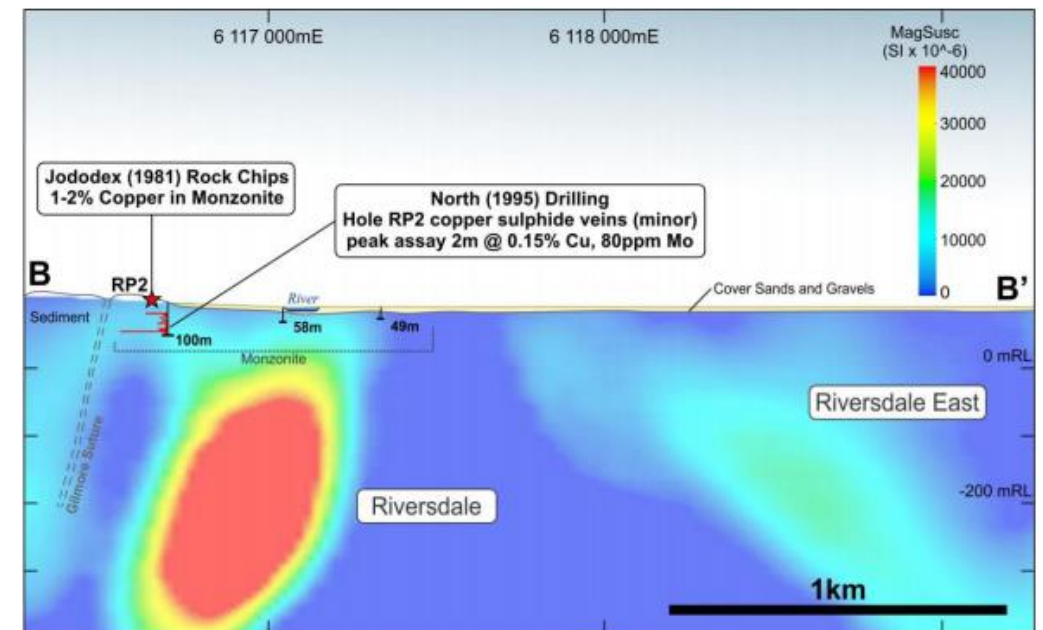 6 117 000mE
6 118 000mE
MagSusc
(SI x 10^-6)
40000
30000
20000
10000
0
Jododex (1981) Rock Chips
1-2% Copper in Monzonite
North (1995) Drilling
Hole RP2 copper sulphide veins (minor)
peak assay 2m @ 0.15% Cu, 80ppm Mo
B
B'
RP2
River
Cover Sands and Gravels
Sediment
58m
49m
100m
Monzonite
0 mRL
Gilmore Suture
Riversdale East
Riversdale
-200 mRL
1km